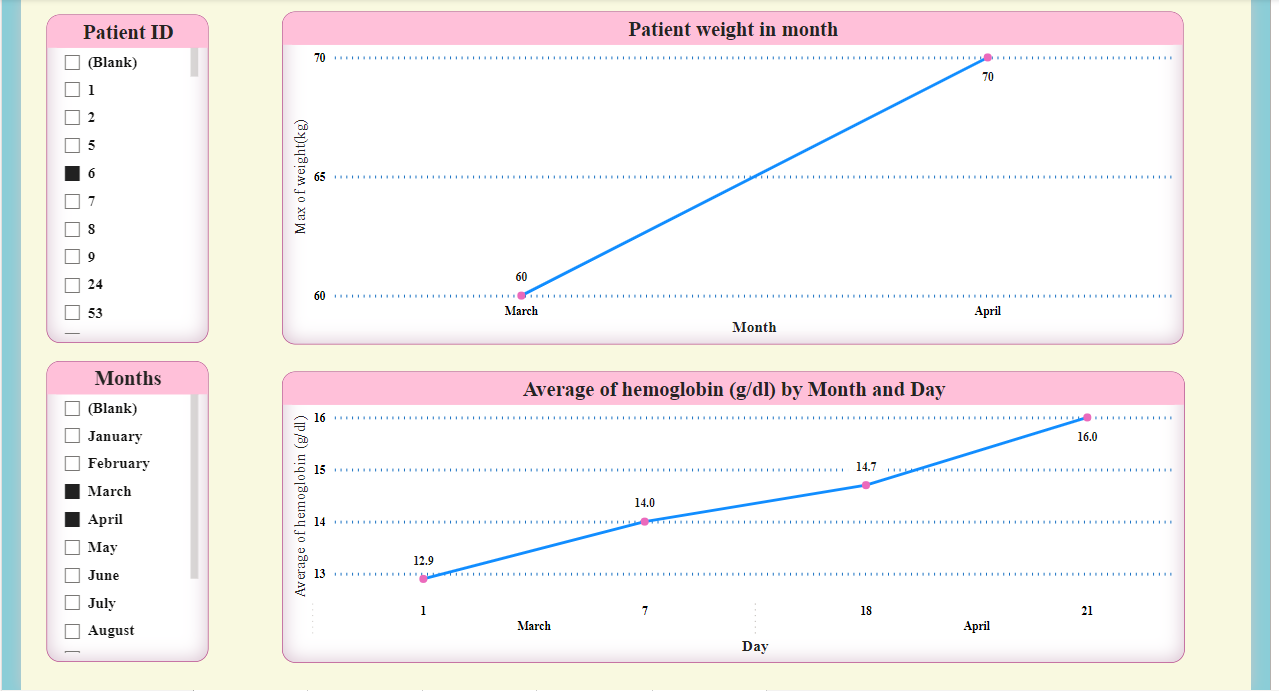 Patient ID
(Blank)
1
2
5
6
7
8
9
24
53
Months
(Blank)
January
February
March
April
May
June
July
August
Patient weight in month
Max of weight(kg)
70
65
60
60
70
March
April
Month
Average of hemoglobin (g/dl) by Month and Day
Average of hemoglobin (g/dl)
16
15
14
13
12.9
14.0
14.7
16.0
1
7
18
21
March
April
Day